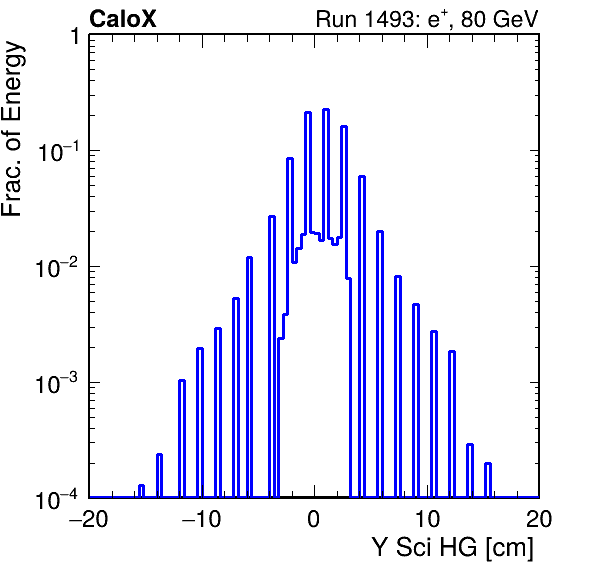 CaloX Run 1493: e⁺, 80 GeV
Frac. of Energy
1
10⁻¹
10⁻²
10⁻³
10⁻⁴
−20 −10 0 10 20
Y Sci HG [cm]